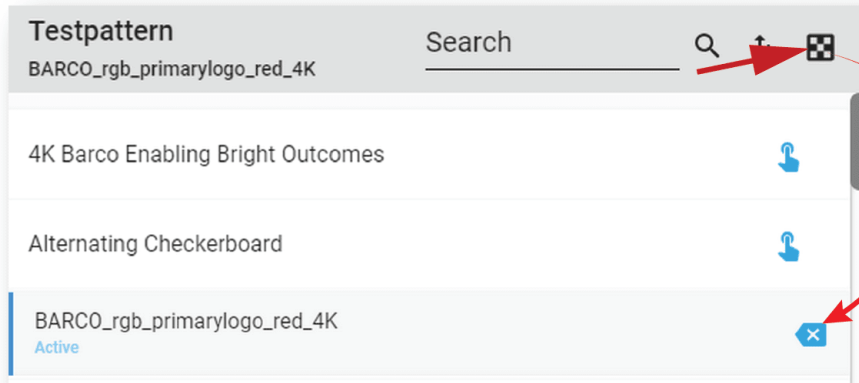 Testpattern
Search
BARCO_rgb_primarylogo_red_4K
4K Barco Enabling Bright Outcomes
Alternating Checkerboard
BARCO_rgb_primarylogo_red_4K
Active